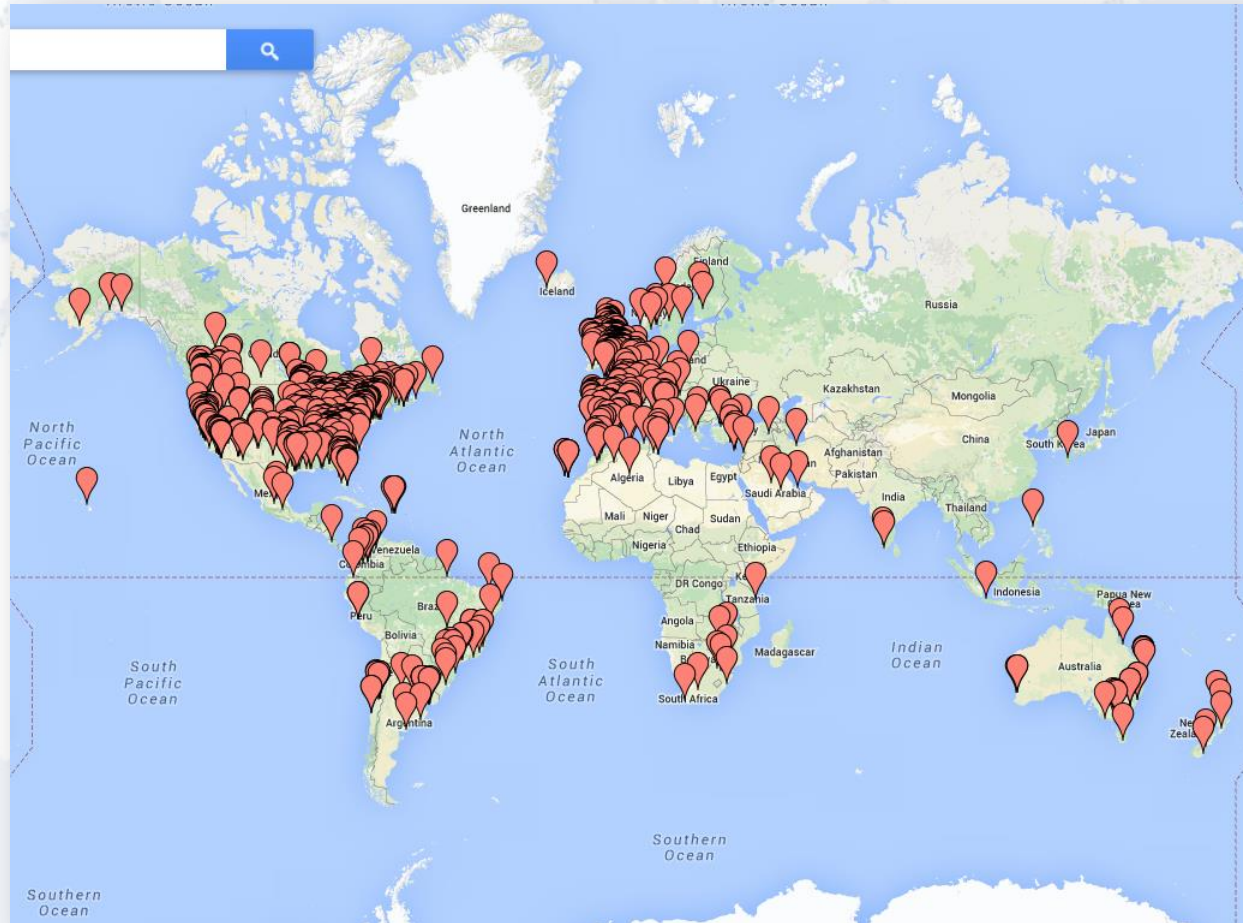 Greenland
Iceland
Finland
Russia
Ukraine
Kazakhstan
Mongolia
North
Pacific
Ocean
North
Atlantic
Ocean
China
Japan
Afghanistan
Pakistan
Algeria
Libya
Egypt
Saudi Arabia
India
Thailand
Mali
Niger
Chad
Sudan
Nigeria
Ethiopia
Venezuela
DR Congo
Tanzania
Indonesia
Papua New
Peru
Bolivia
Angola
Namibia
Madagascar
Indian
Ocean
Australia
South
Pacific
Ocean
South
Atlantic
Ocean
South Africa
Argentina
Southern
Ocean
Southern
Ocean